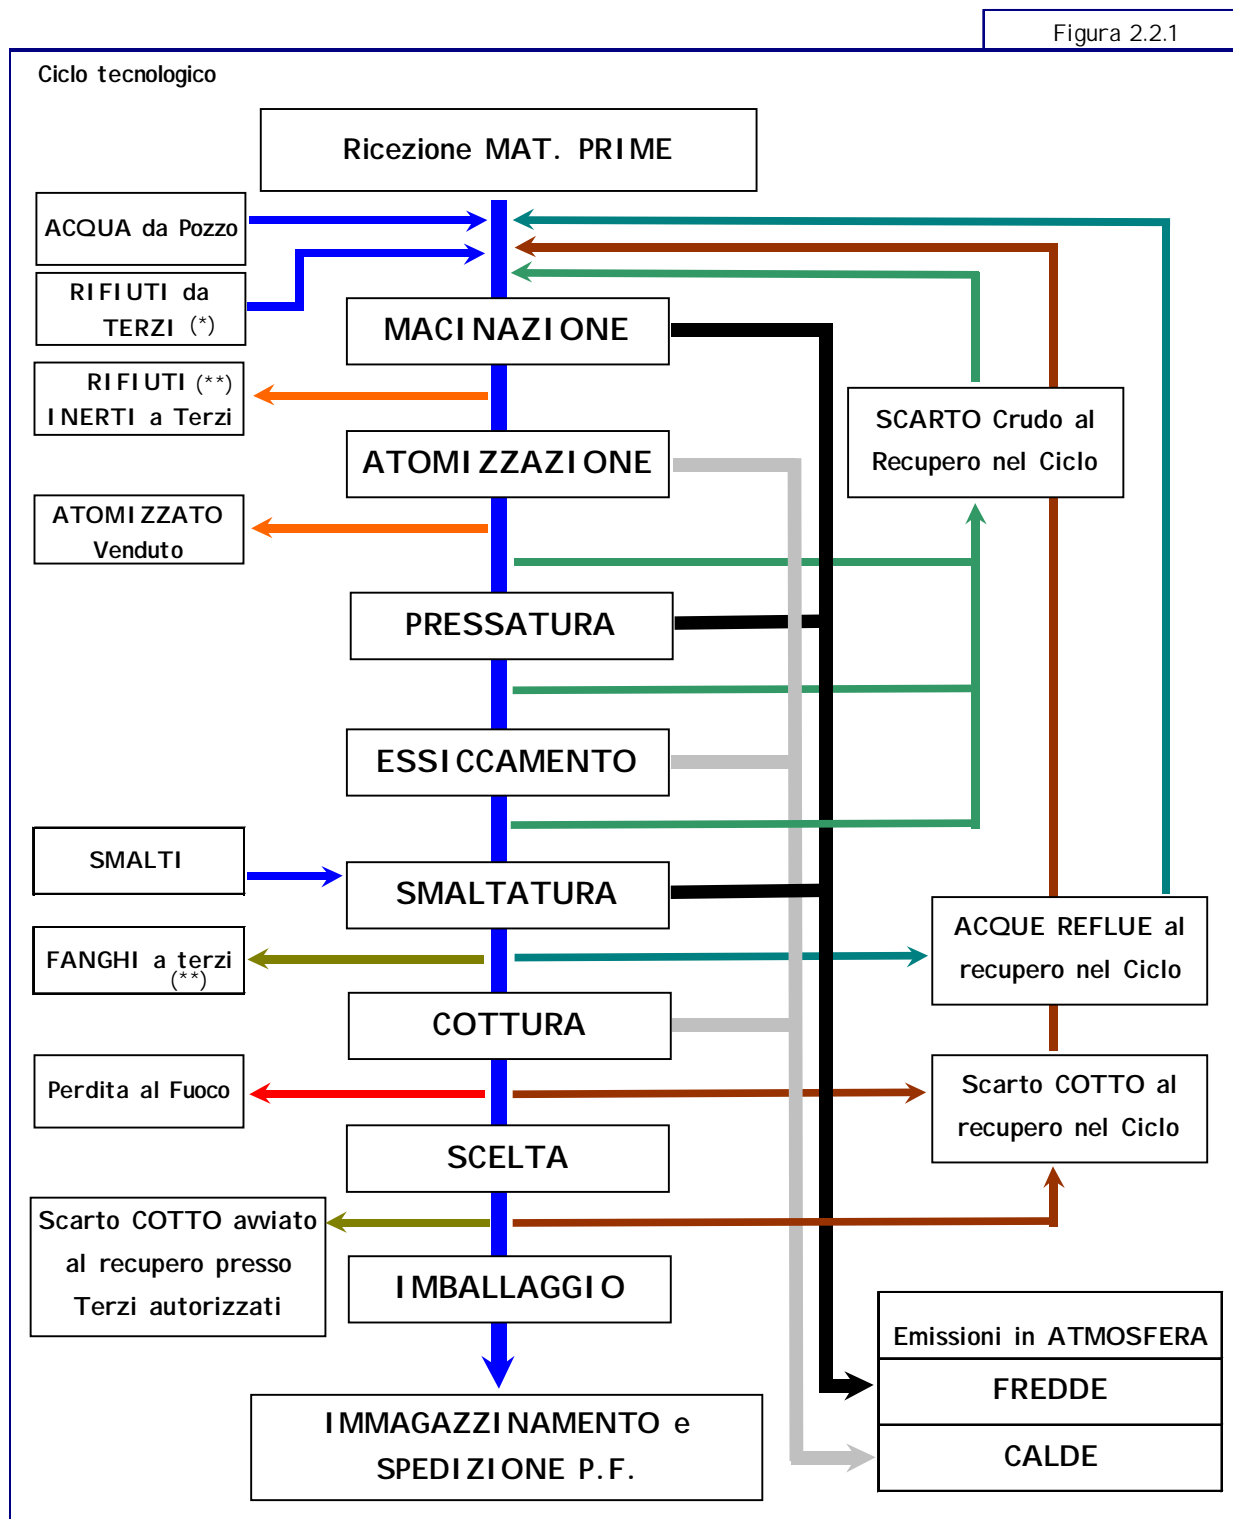 Figura 2.2.1
Ciclo tecnologico
Ricezione MAT. PRIME
ACQUA da Pozzo
RIFIUTI da
TERZI (*)
MACINAZIONE
RIFIUTI (**)
INERTI a Terzi
SCARTO Crudo al
Recupero nel Ciclo
ATOMIZZAZIONE
ATOMIZZATO
Venduto
PRESSATURA
ESSICCAMENTO
SMALTI
SMALTATURA
ACQUE REFLUE al
recupero nel Ciclo
FANGHI a terzi
(**)
COTTURA
Perdita al Fuoco
Scarto COTTO al
recupero nel Ciclo
SCELTA
Scarto COTTO avviato
al recupero presso
Terzi autorizzati
IMBALLAGGIO
Emissioni in ATMOSFERA
FREDDE
CALDE
IMMAGAZZINAMENTO e
SPEDIZIONE P.F.